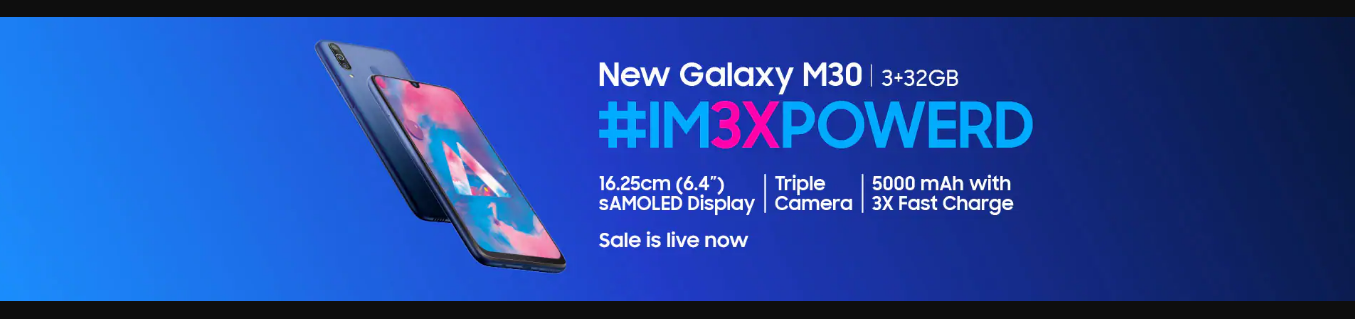 New Galaxy M30 | 3+32GB
#IM3XPOWERD
16.25cm (6.4”)
sAMOLED Display
Triple
Camera
5000 mAh with
3X Fast Charge
Sale is live now